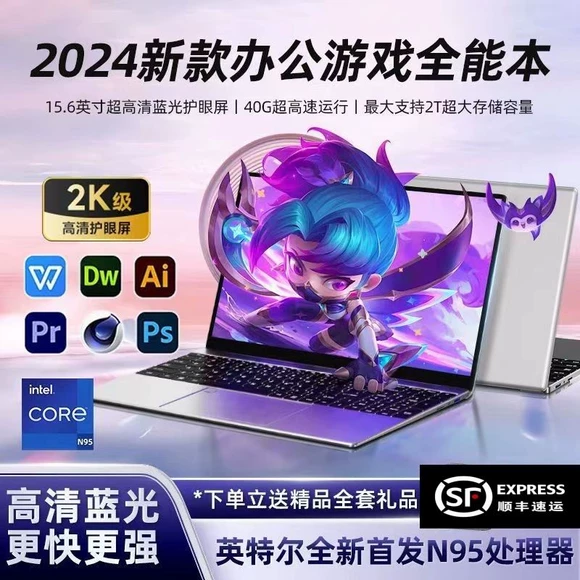 2024新款办公游戏全能本
15.6英寸超高清蓝光护眼屏丨40G超高速运行丨最大支持2T超大存储容量
2K级
高清护眼屏
W Dw Ai
Pr Ps
intel
CORE
N95
*下单立送精品全套礼品
高清蓝光
更快更强
SF EXPRESS
顺丰速运
英特尔全新首发N95处理器